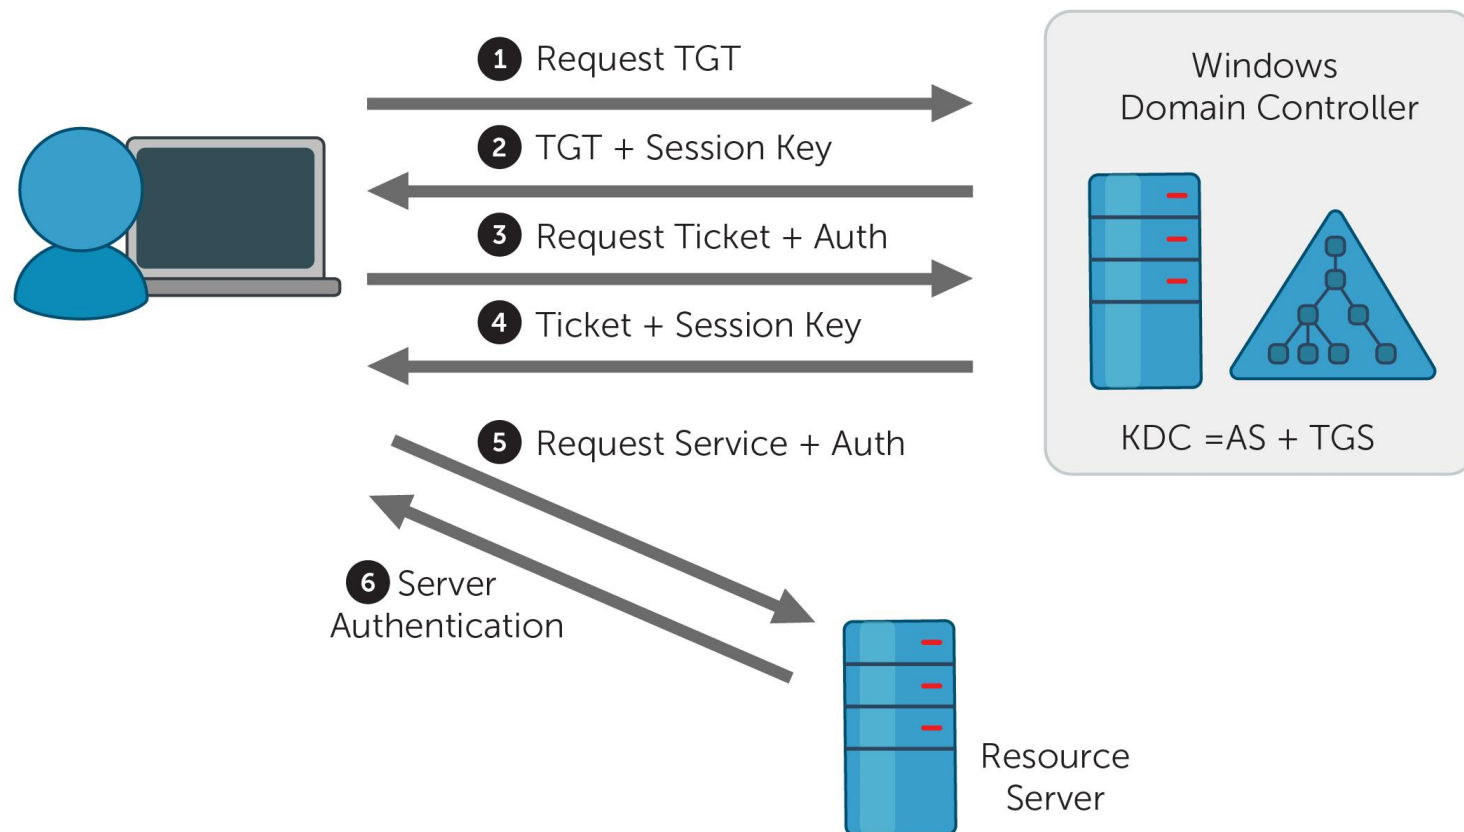 1 Request TGT
2 TGT + Session Key
3 Request Ticket + Auth
4 Ticket + Session Key
5 Request Service + Auth
6 Server
Authentication
Windows
Domain Controller
KDC =AS + TGS
Resource
Server